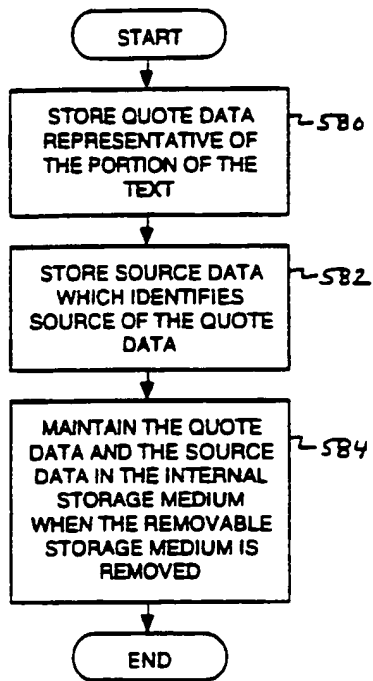 START
STORE QUOTE DATA
580
REPRESENTATIVE OF
THE PORTION OF THE
TEXT
STORE SOURCE DATA
582
WHICH IDENTIFIES
SOURCE OF THE QUOTE
DATA
MAINTAIN THE QUOTE
584
DATA AND THE SOURCE
DATA IN THE INTERNAL
STORAGE MEDIUM
WHEN THE REMOVABLE
STORAGE MEDIUM IS
REMOVED
END